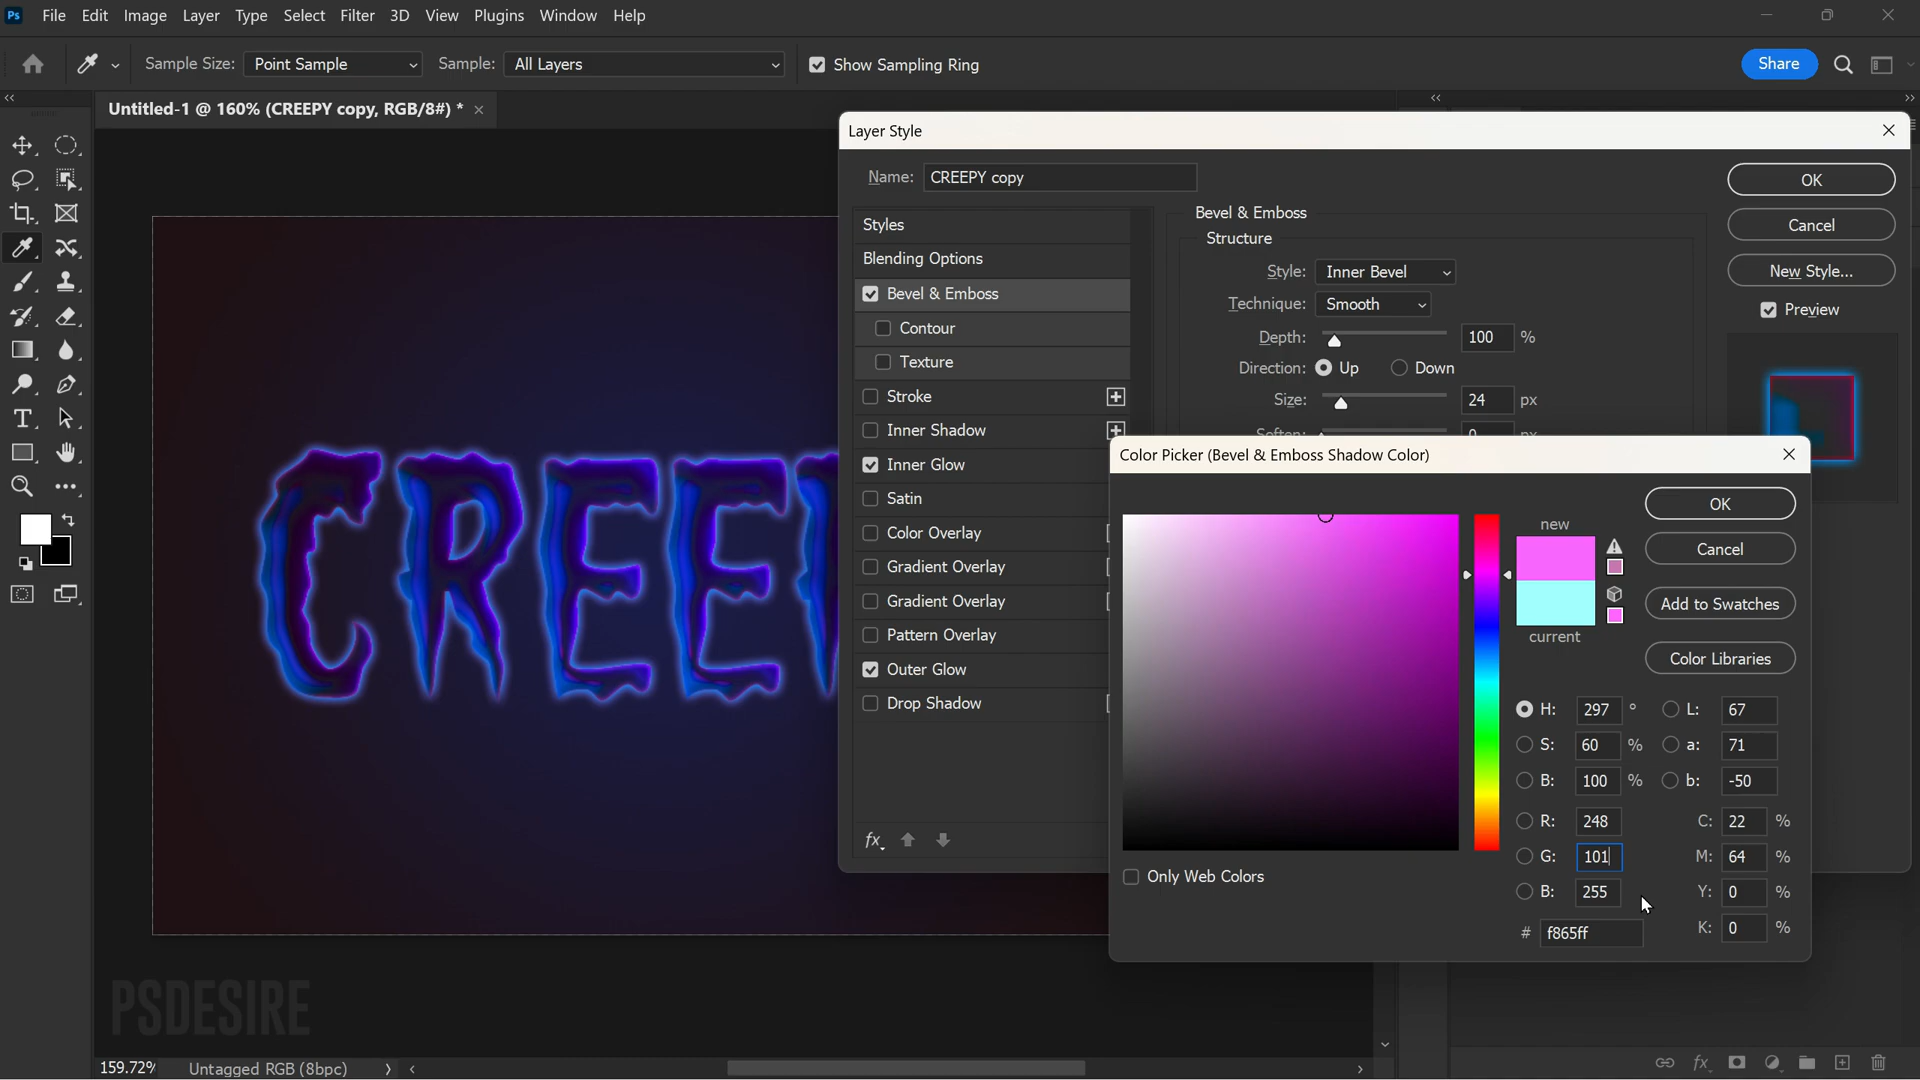 Ps File Edit Image Layer Type Select Filter 3D View Plugins Window Help
Sample Size: Point Sample Sample: All Layers Show Sampling Ring Share
Untitled-1 @ 160% (CREEPY copy, RGB/8#) *
Layer Style
Name: CREEPY copy
OK
Cancel
New Style...
Preview
Styles
Blending Options
Bevel & Emboss
Contour
Texture
Stroke
Inner Shadow
Inner Glow
Satin
Color Overlay
Gradient Overlay
Gradient Overlay
Pattern Overlay
Outer Glow
Drop Shadow
fx
Bevel & Emboss
Structure
Style: Inner Bevel
Technique: Smooth
Depth: 100 %
Direction: Up Down
Size: 24 px
Soften: 0 px
CREEP
Color Picker (Bevel & Emboss Shadow Color)
new
current
OK
Cancel
Add to Swatches
Color Libraries
H: 297 ° L: 67
S: 60 % a: 71
B: 100 % b: -50
R: 248 C: 22 %
G: 101 M: 64 %
B: 255 Y: 0 %
# f865ff K: 0 %
Only Web Colors
PSDESIRE
159.72% Untagged RGB (8bpc)
fx